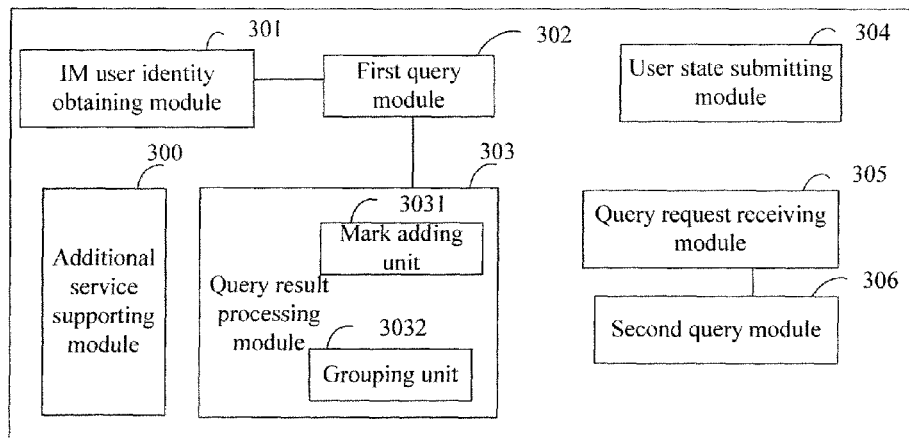 301
IM user identity
obtaining module
302
First query
module
304
User state submitting
module
300
Additional
service
supporting
module
303
Query result
processing
module
3031
Mark adding
unit
3032
Grouping unit
305
Query request receiving
module
306
Second query module